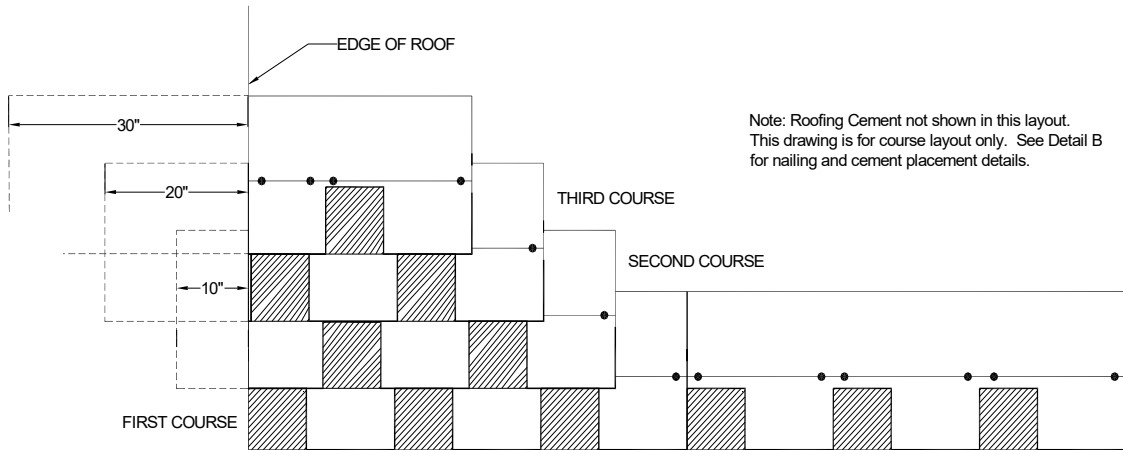 EDGE OF ROOF
30"
Note: Roofing Cement not shown in this layout.
This drawing is for course layout only.  See Detail B
for nailing and cement placement details.
20"
THIRD COURSE
SECOND COURSE
10"
FIRST COURSE